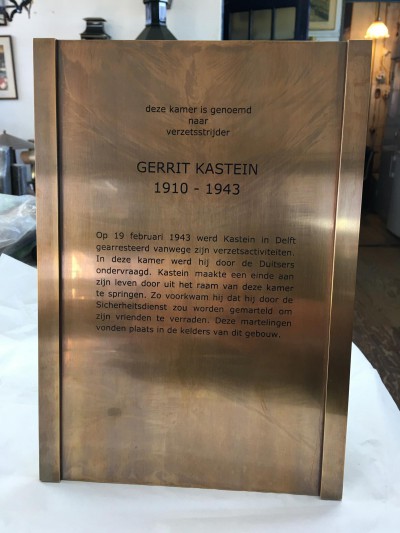 deze kamer is genoemd
naar
verzetsstrijder
GERRIT KASTEIN
1910 - 1943
Op 19 februari 1943 werd Kastein in Delft
gearresteerd vanwege zijn verzetsactiviteiten.
In deze kamer werd hij door de Duitsers
ondervraagd. Kastein maakte een einde aan
zijn leven door uit het raam van deze kamer
te springen. Zo voorkwam hij dat hij door de
Sicherheitsdienst zou worden gemarteld om
zijn vrienden te verraden. Deze martelingen
vonden plaats in de kelders van dit gebouw.